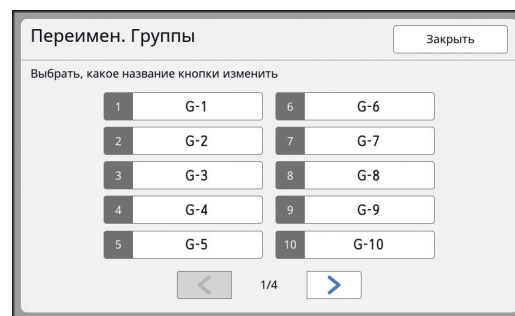 Переимен. Группы
Закрыть
Выбрать, какое название кнопки изменить
1 G-1
2 G-2
3 G-3
4 G-4
5 G-5
6 G-6
7 G-7
8 G-8
9 G-9
10 G-10
1/4